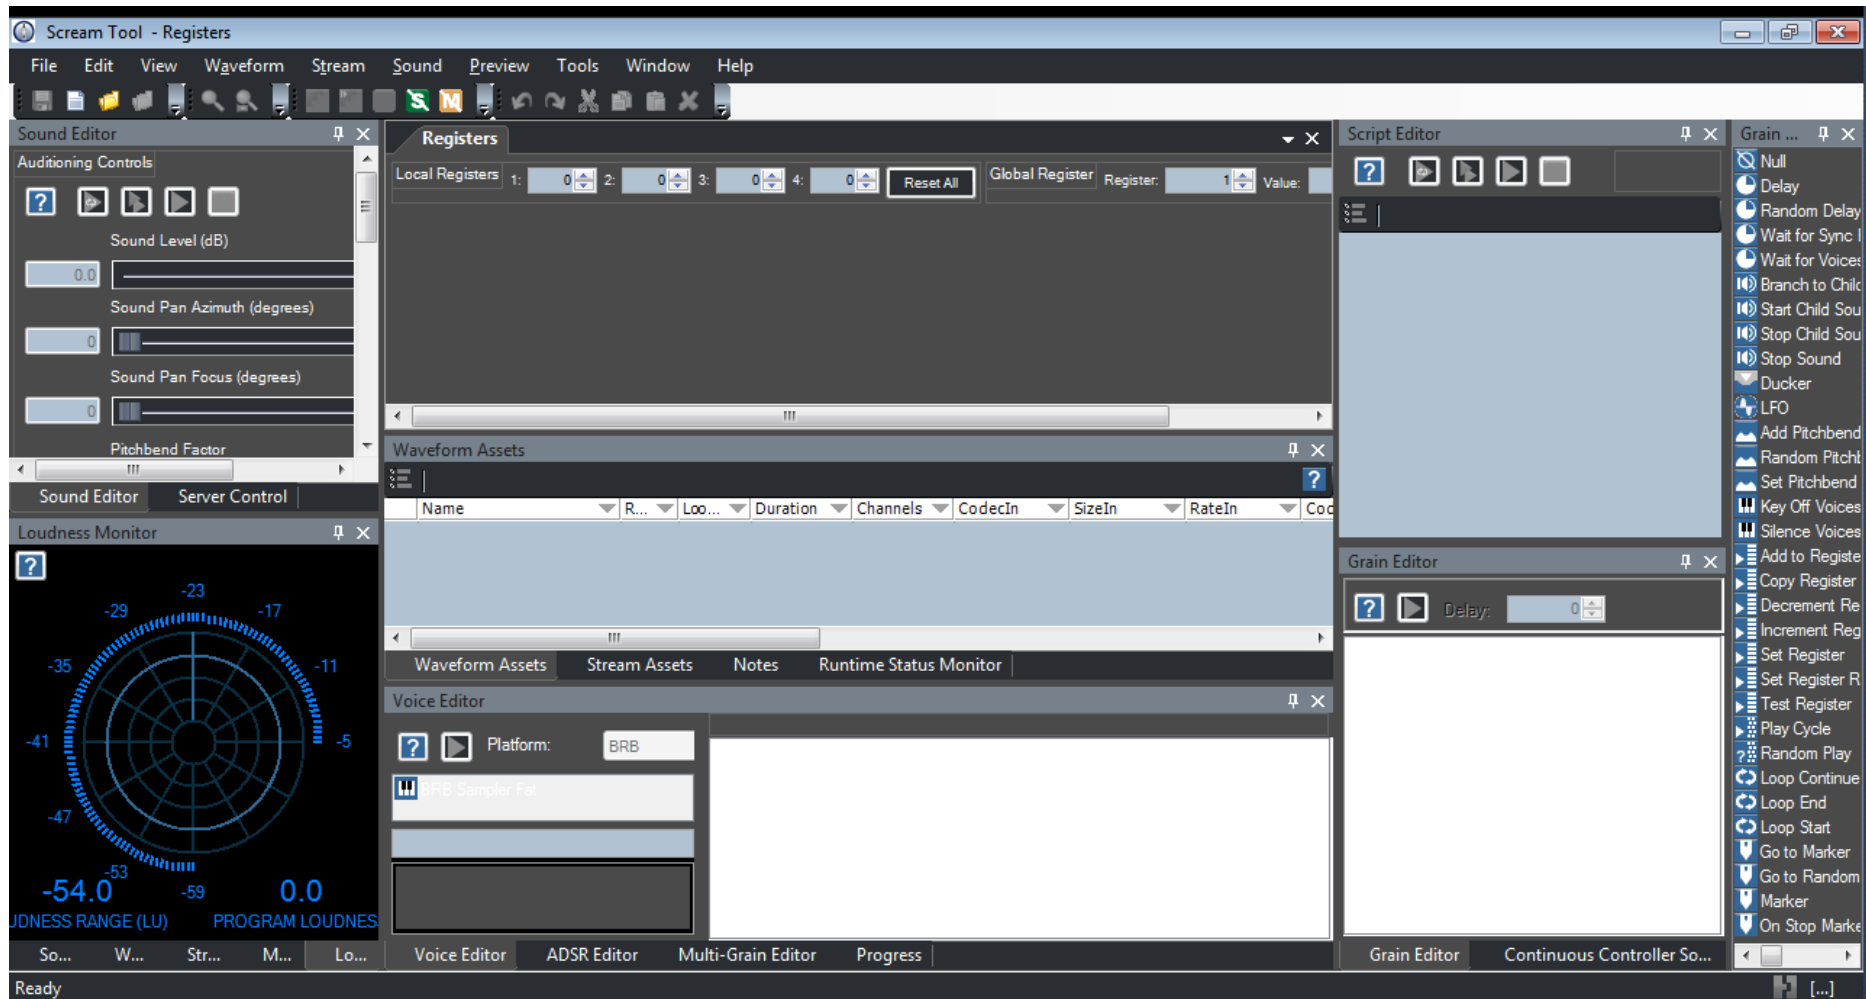 Scream Tool - Registers
File Edit View Waveform Stream Sound Preview Tools Window Help
Sound Editor
Auditioning Controls
?
Sound Level (dB)
0.0
Sound Pan Azimuth (degrees)
0
Sound Pan Focus (degrees)
0
Pitchbend Factor
Sound Editor Server Control
Loudness Monitor
?
-23
-29 -17
-35 -11
-41 -5
-47
-53
-59
-54.0 0.0
UDNESS RANGE (LU) PROGRAM LOUDNES
So... W... Str... M... Lo...
Registers
Local Registers 1: 0 2: 0 3: 0 4: 0 Reset All Global Register Register: 1 Value:
Waveform Assets
?
Name R... Loo... Duration Channels CodecIn SizeIn RateIn Cod
Waveform Assets Stream Assets Notes Runtime Status Monitor
Voice Editor
? Platform: BRB
BRB Sampler Fat
Voice Editor ADSR Editor Multi-Grain Editor Progress
Script Editor
?
Grain Editor
? Delay: 0
Grain Editor Continuous Controller So...
Grain ...
Null
Delay
Random Delay
Wait for Sync I
Wait for Voices
Branch to Chilc
Start Child Sou
Stop Child Sou
Stop Sound
Ducker
LFO
Add Pitchbend
Random Pitchb
Set Pitchbend
Key Off Voices
Silence Voices
Add to Registe
Copy Register
Decrement Re
Increment Reg
Set Register
Set Register R
Test Register
Play Cycle
Random Play
Loop Continue
Loop End
Loop Start
Go to Marker
Go to Random
Marker
On Stop Marke
Ready [...]